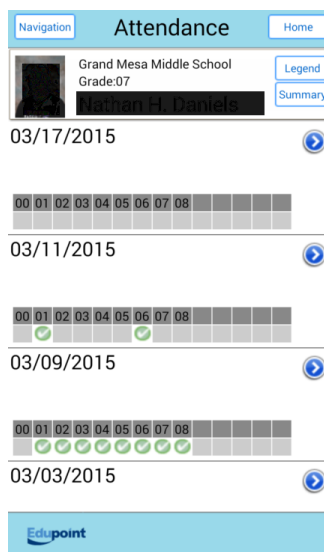 Navigation
Attendance
Home
Grand Mesa Middle School
Grade:07
Nathan H. Daniels
Legend
Summary
03/17/2015
00 01 02 03 04 05 06 07 08
03/11/2015
00 01 02 03 04 05 06 07 08
03/09/2015
00 01 02 03 04 05 06 07 08
03/03/2015
Edupoint